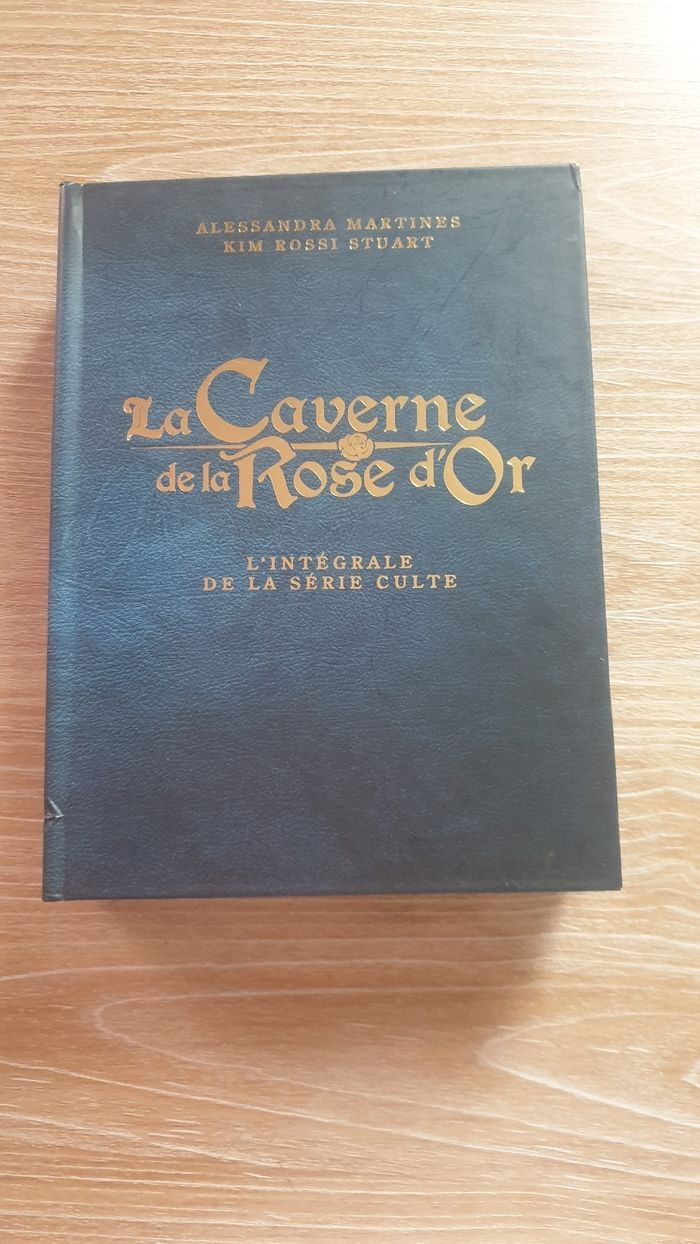 ALESSANDRA MARTINES
KIM ROSSI STUART
La Caverne
de la Rose d'Or
L'INTÉGRALE
DE LA SÉRIE CULTE